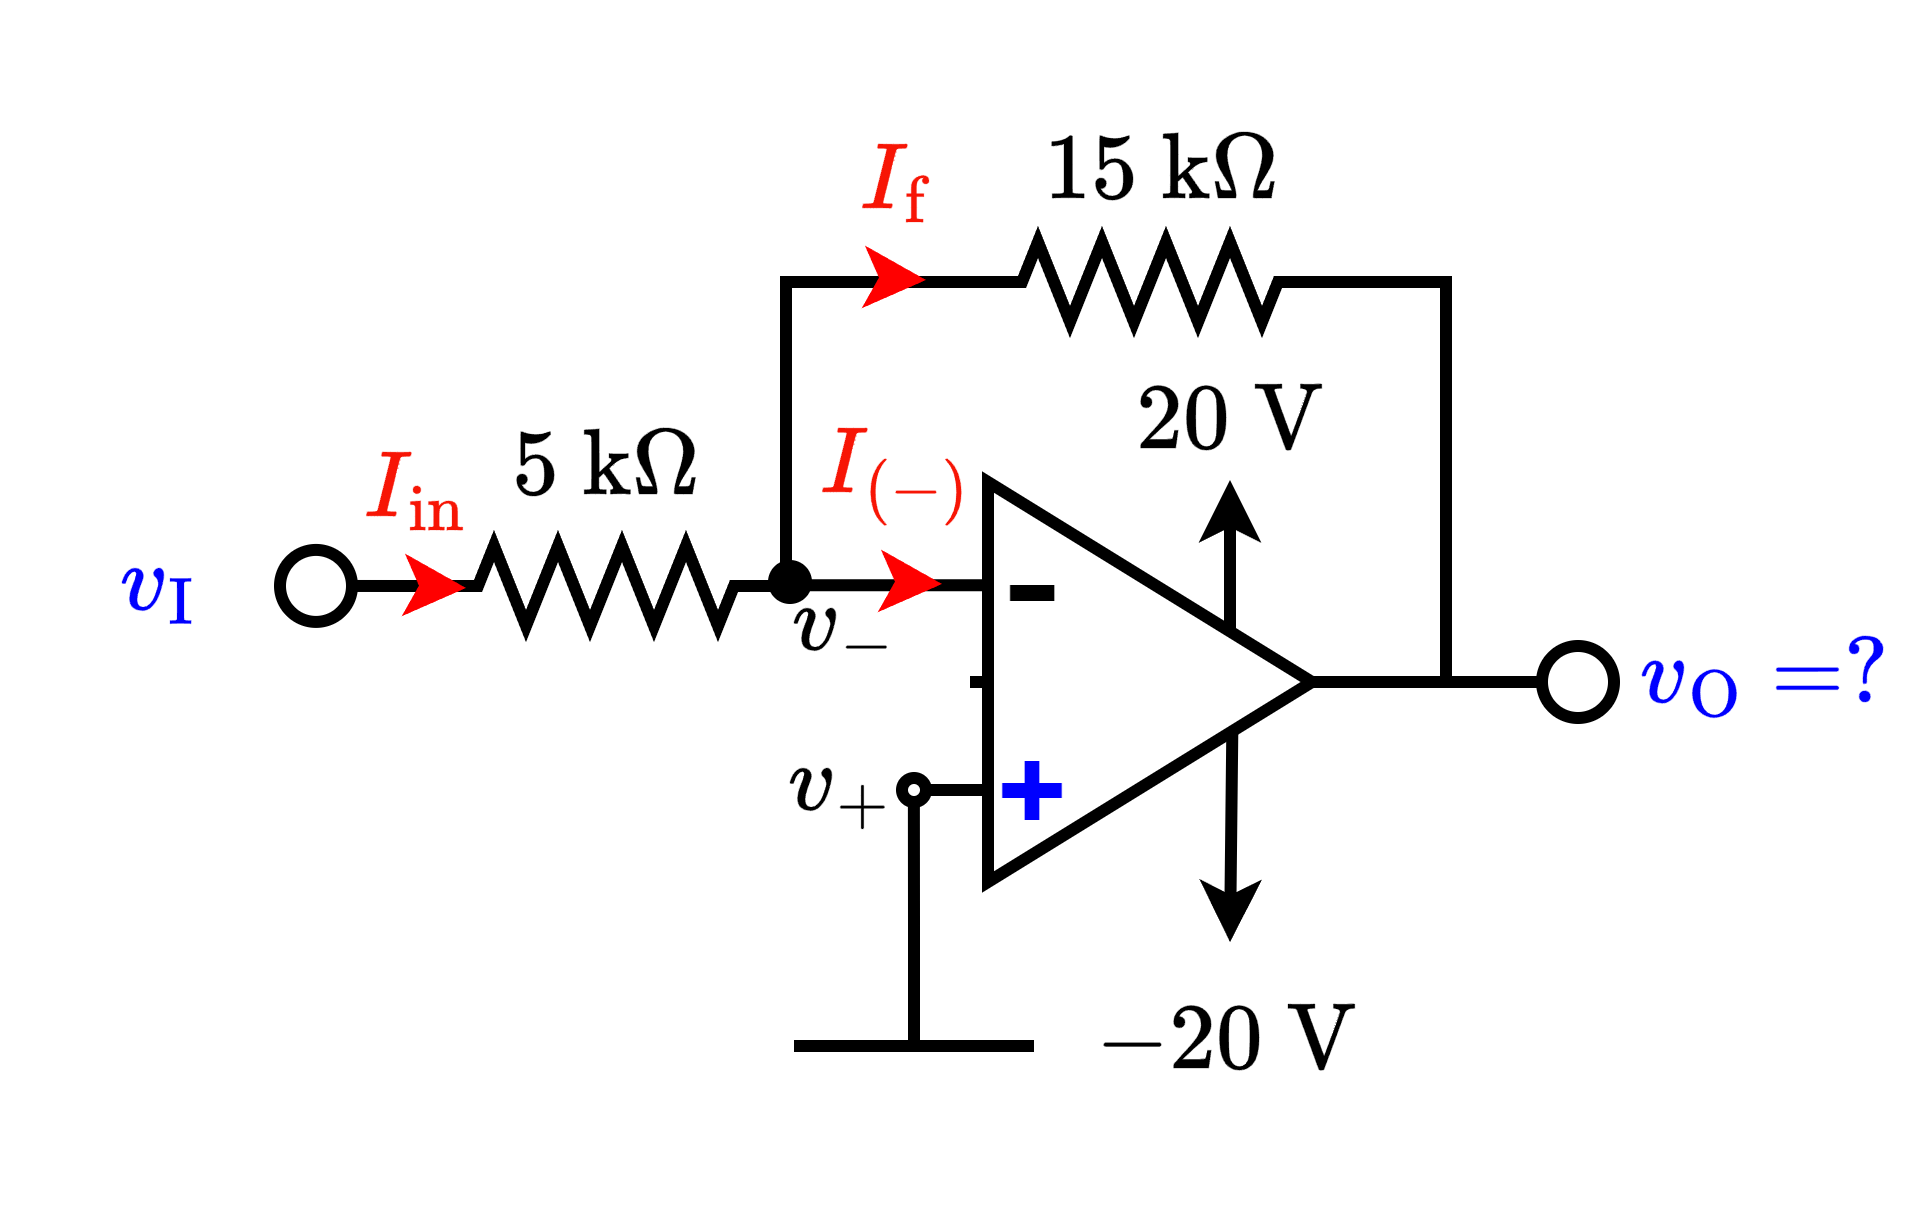 I_f
15 kΩ
20 V
I_in
5 kΩ
I_(−)
v_I
v_−
-
v_O =?
v_+
+
−20 V